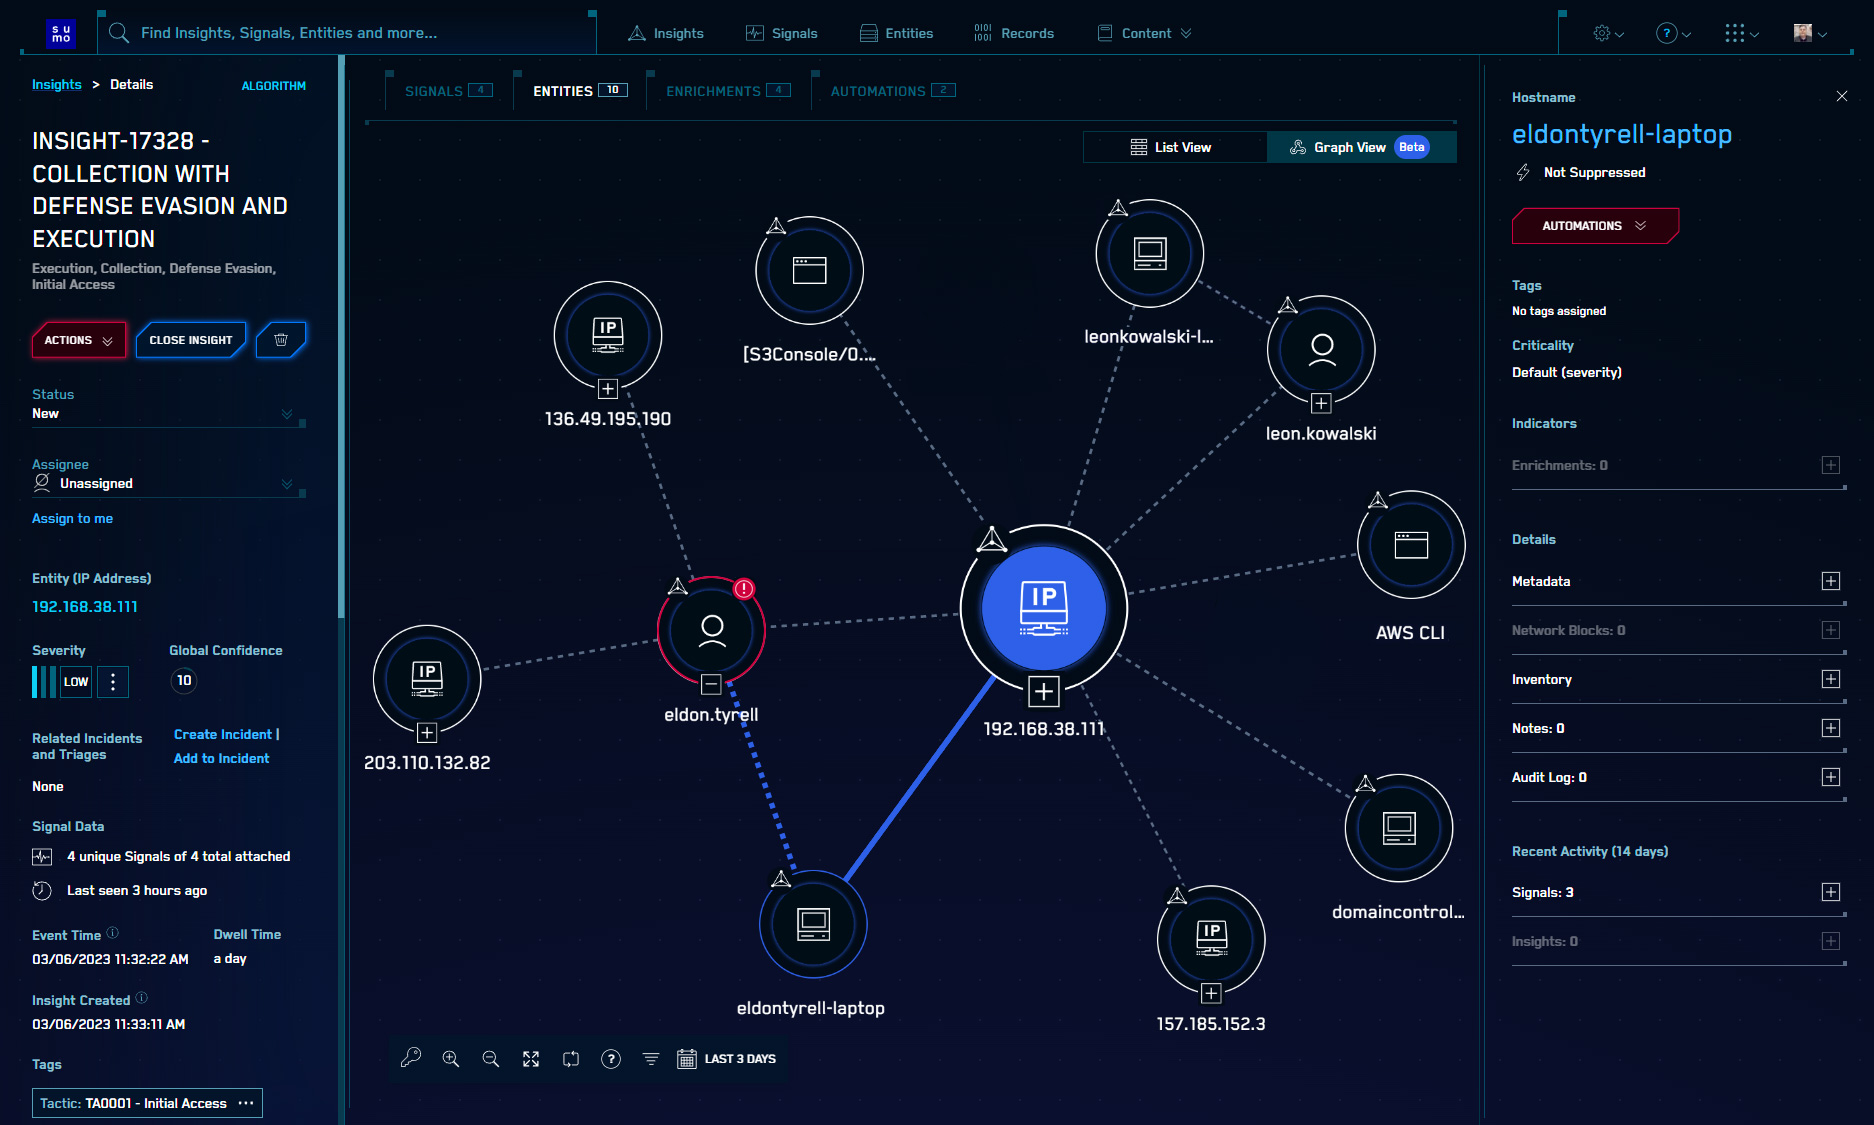 su
mo
Find Insights, Signals, Entities and more...
Insights
Signals
Entities
Records
Content
?
Insights > Details
ALGORITHM
INSIGHT-17328 -
COLLECTION WITH
DEFENSE EVASION AND
EXECUTION
Execution, Collection, Defense Evasion,
Initial Access
ACTIONS
CLOSE INSIGHT
Status
New
Assignee
Unassigned
Assign to me
Entity (IP Address)
192.168.38.111
Severity
Global Confidence
LOW
10
Related Incidents
and Triages
Create Incident |
Add to Incident
None
Signal Data
4 unique Signals of 4 total attached
Last seen 3 hours ago
Event Time
Dwell Time
03/06/2023 11:32:22 AM
a day
Insight Created
03/06/2023 11:33:11 AM
Tags
Tactic: TA0001 - Initial Access ...
SIGNALS 4
ENTITIES 10
ENRICHMENTS 4
AUTOMATIONS 2
List View
Graph View Beta
[S3Console/0....
leonkowalski-l...
IP
136.49.195.190
leon.kowalski
AWS CLI
IP
192.168.38.111
!
eldon.tyrell
IP
203.110.132.82
domaincontrol...
eldontyrell-laptop
IP
157.185.152.3
?
LAST 3 DAYS
Hostname
eldontyrell-laptop
Not Suppressed
AUTOMATIONS
Tags
No tags assigned
Criticality
Default (severity)
Indicators
Enrichments: 0
Details
Metadata
Network Blocks: 0
Inventory
Notes: 0
Audit Log: 0
Recent Activity (14 days)
Signals: 3
Insights: 0